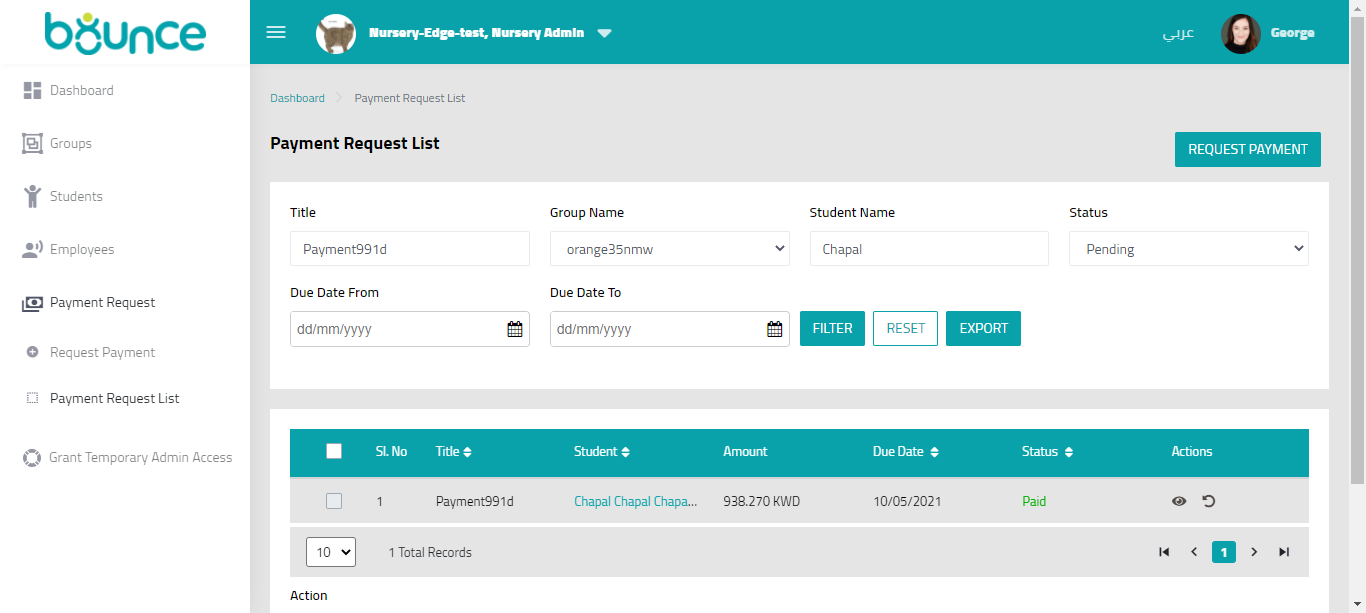 bounce
Nursery-Edge-test, Nursery Admin
عربي
George
Dashboard
Groups
Students
Employees
Payment Request
Request Payment
Payment Request List
Grant Temporary Admin Access
Dashboard Payment Request List
Payment Request List
REQUEST PAYMENT
Title Group Name Student Name Status
Payment991d orange35nmw Chapal Pending
Due Date From Due Date To
dd/mm/yyyy dd/mm/yyyy FILTER RESET EXPORT
Sl. No Title Student Amount Due Date Status Actions
1 Payment991d Chapal Chapal Chapa... 938.270 KWD 10/05/2021 Paid
10 1 Total Records 1
Action